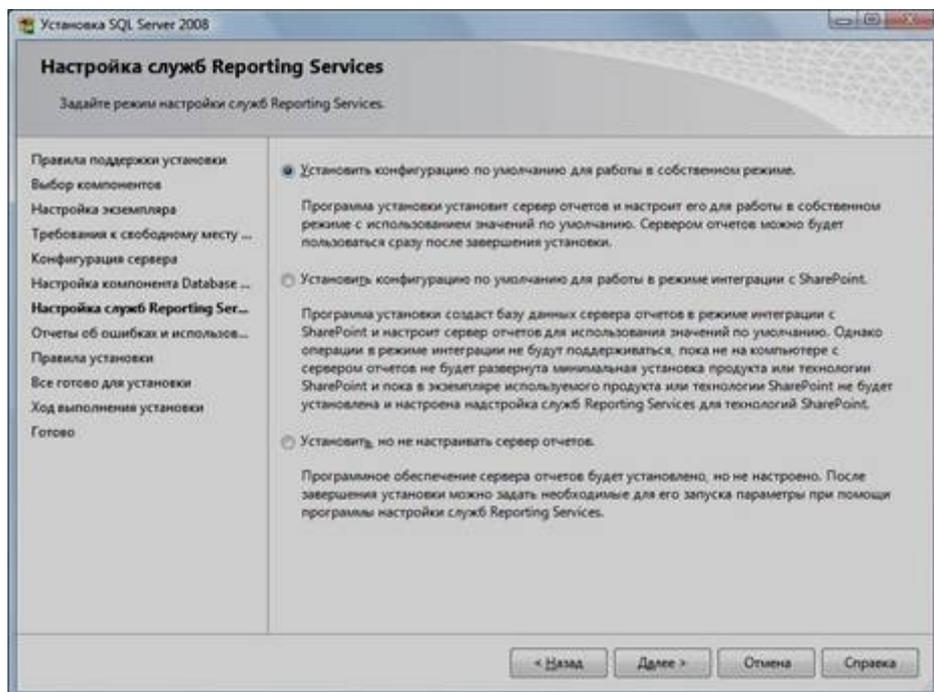 Установка SQL Server 2008
Настройка служб Reporting Services
Задайте режим настройки служб Reporting Services.
Правила поддержки установки
Выбор компонентов
Настройка экземпляра
Требования к свободному месту ...
Конфигурация сервера
Настройка компонента Database ...
Настройка служб Reporting Ser...
Отчеты об ошибках и использов...
Правила установки
Все готово для установки
Ход выполнения установки
Готово
Установить конфигурацию по умолчанию для работы в собственном режиме.
Программа установки установит сервер отчетов и настроит его для работы в собственном
режиме с использованием значений по умолчанию. Сервером отчетов можно будет
пользоваться сразу после завершения установки.
Установить конфигурацию по умолчанию для работы в режиме интеграции с SharePoint.
Программа установки создаст базу данных сервера отчетов в режиме интеграции с
SharePoint и настроит сервер отчетов для использования значений по умолчанию. Однако
операции в режиме интеграции не будут поддерживаться, пока не на компьютере с
сервером отчетов не будет развернута минимальная установка продукта или технологии
SharePoint и пока в экземпляре используемого продукта или технологии SharePoint не будет
установлена и настроена надстройка служб Reporting Services для технологий SharePoint.
Установить, но не настраивать сервер отчетов.
Программное обеспечение сервера отчетов будет установлено, но не настроено. После
завершения установки можно задать необходимые для его запуска параметры при помощи
программы настройки служб Reporting Services.
< Назад
Далее >
Отмена
Справка